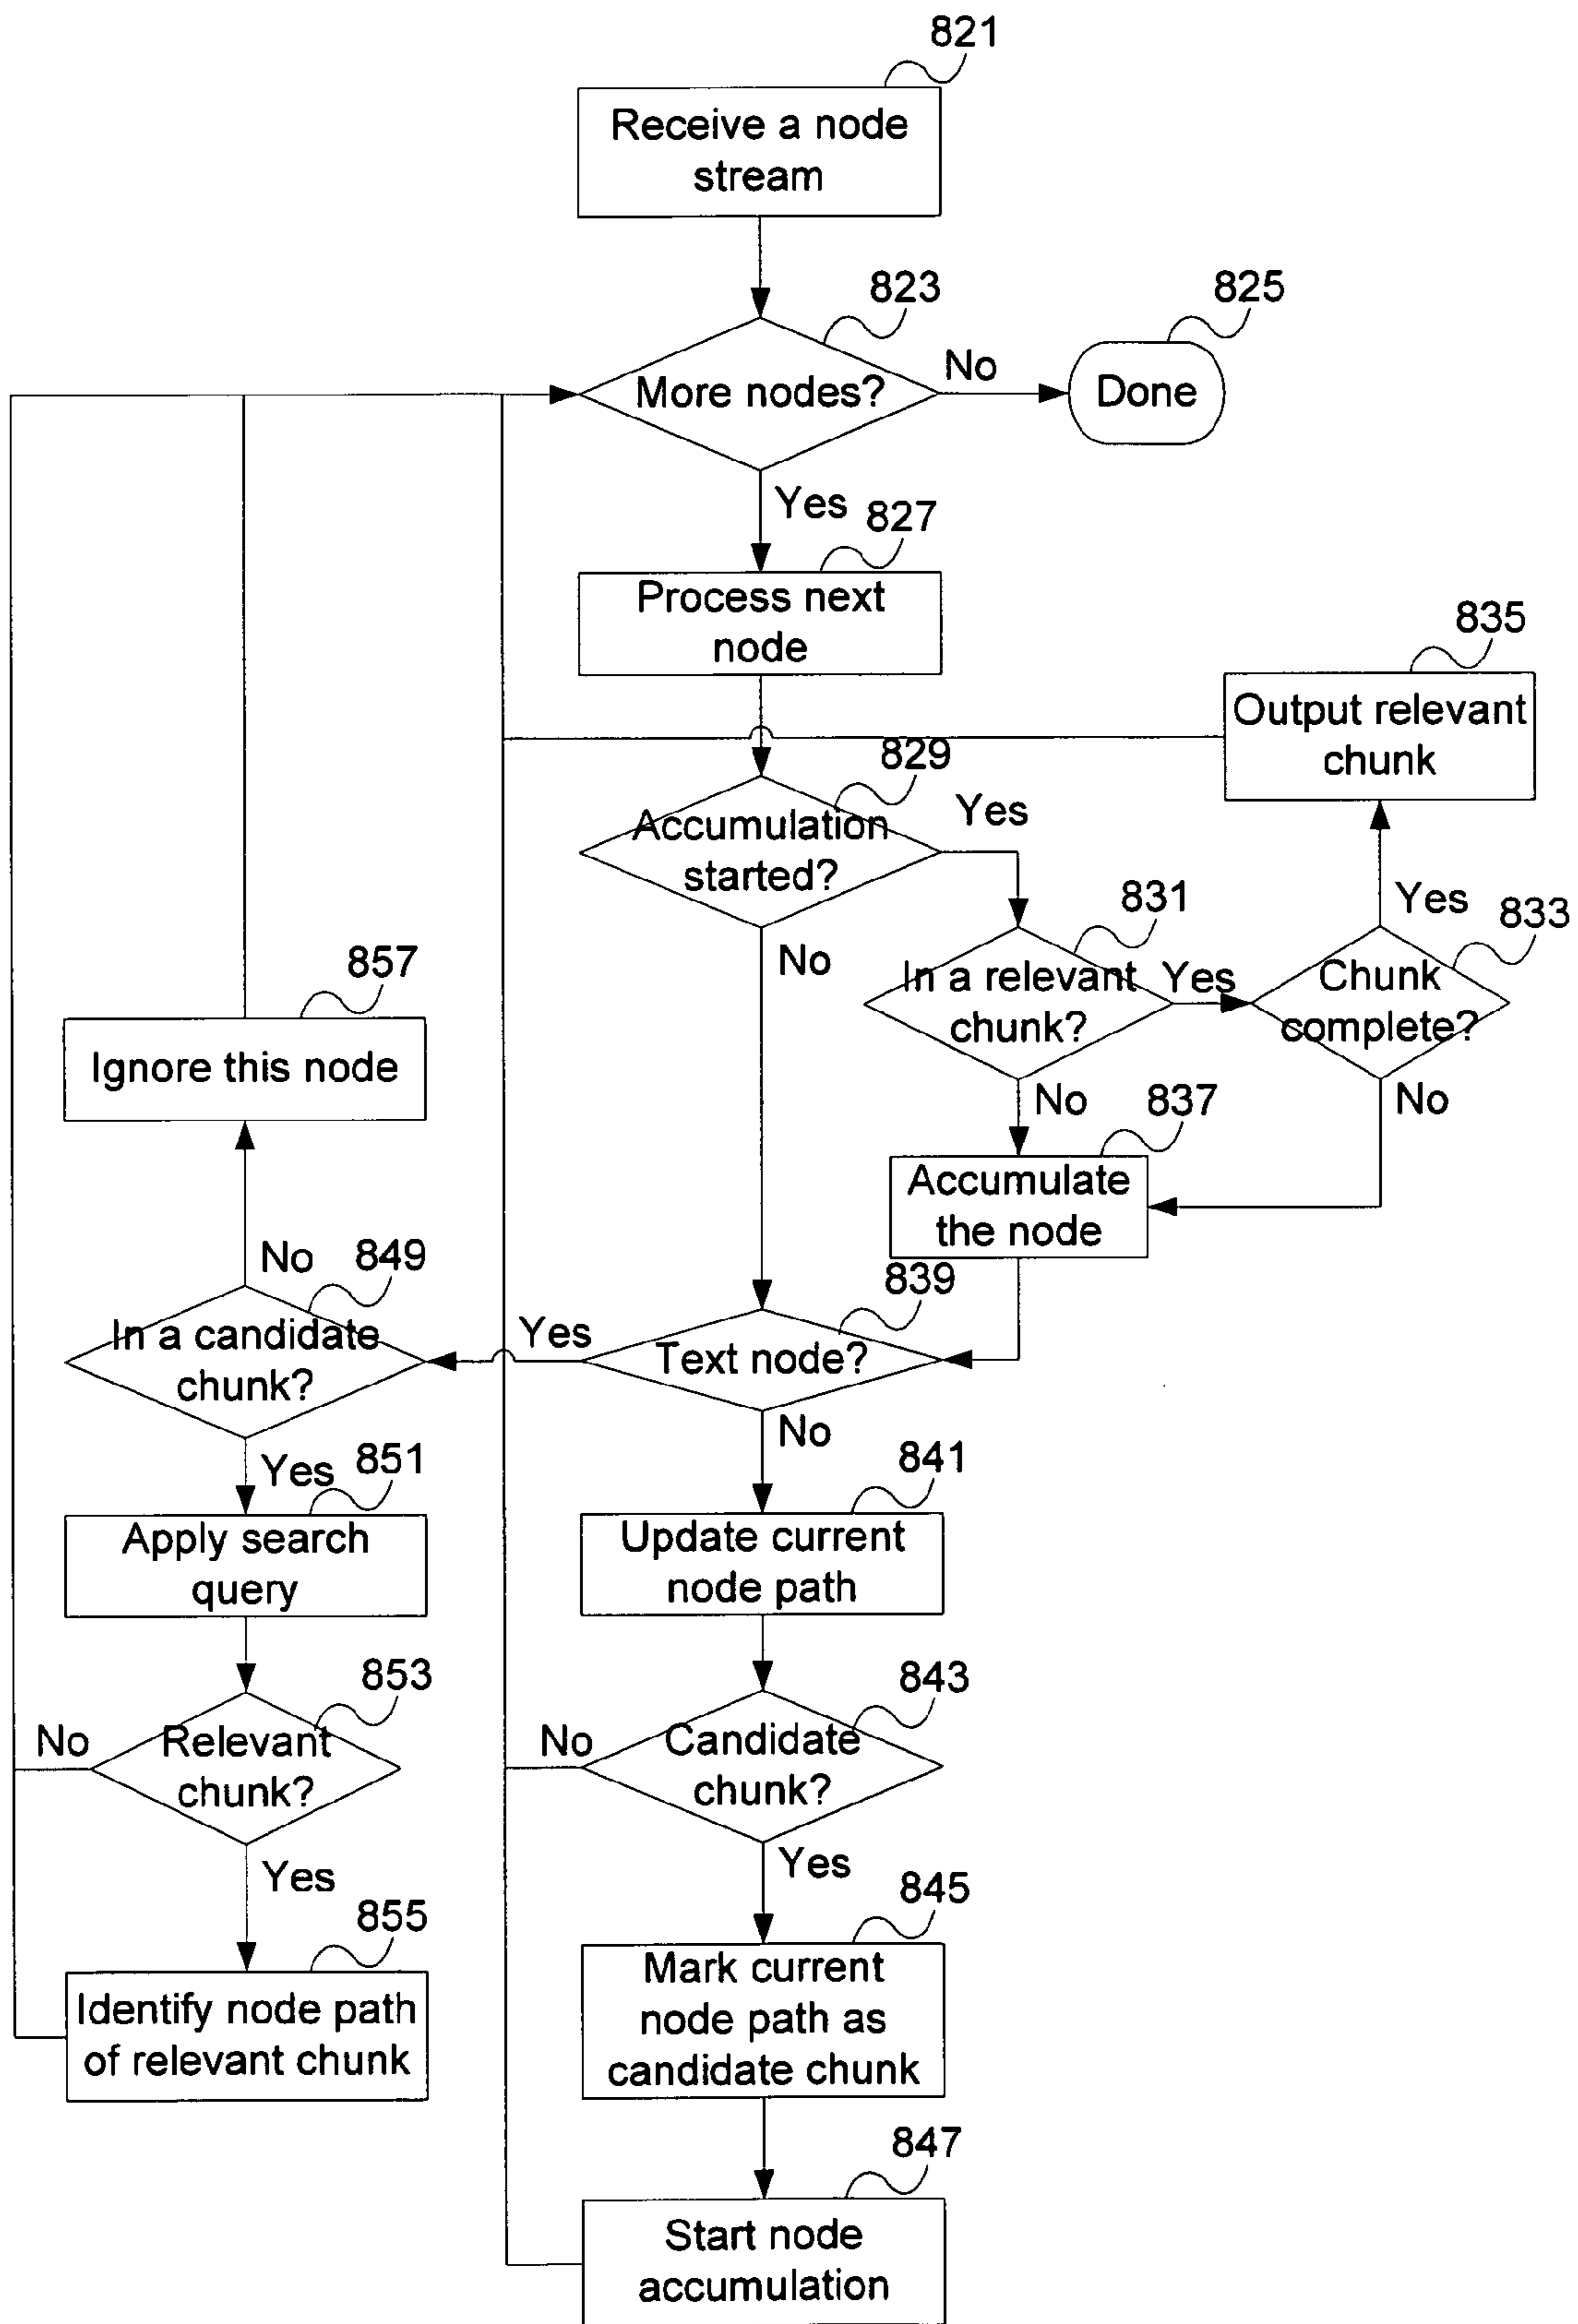 821
Receive a node
stream
823
825
More nodes?
No
Done
Yes
827
Process next
node
835
Output relevant
chunk
829
Accumulation
started?
Yes
831
Yes
833
In a relevant
chunk?
Yes
Chunk
complete?
No
857
Ignore this node
No
837
No
Accumulate
the node
No
849
839
In a candidate
chunk?
Yes
Text node?
No
Yes
851
841
Apply search
query
Update current
node path
853
843
No
Relevant
chunk?
No
Candidate
chunk?
Yes
Yes
855
845
Identify node path
of relevant chunk
Mark current
node path as
candidate chunk
847
Start node
accumulation